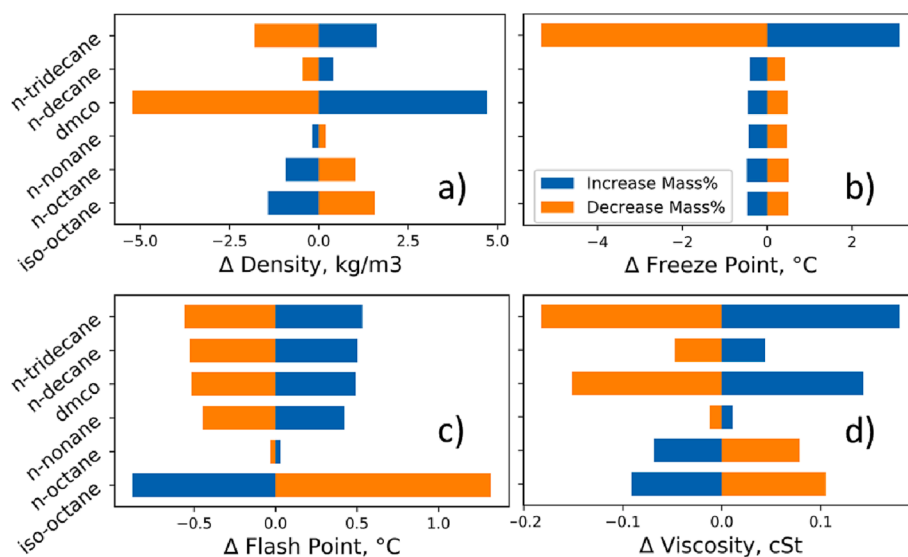 n-tridecane
n-decane
dmco
n-nonane
n-octane
iso-octane
a)
−5.0 −2.5 0.0 2.5 5.0
Δ Density, kg/m3
b)
Increase Mass%
Decrease Mass%
−4 −2 0 2
Δ Freeze Point, °C
n-tridecane
n-decane
dmco
n-nonane
n-octane
iso-octane
c)
−0.5 0.0 0.5 1.0
Δ Flash Point, °C
d)
−0.2 −0.1 0.0 0.1
Δ Viscosity, cSt